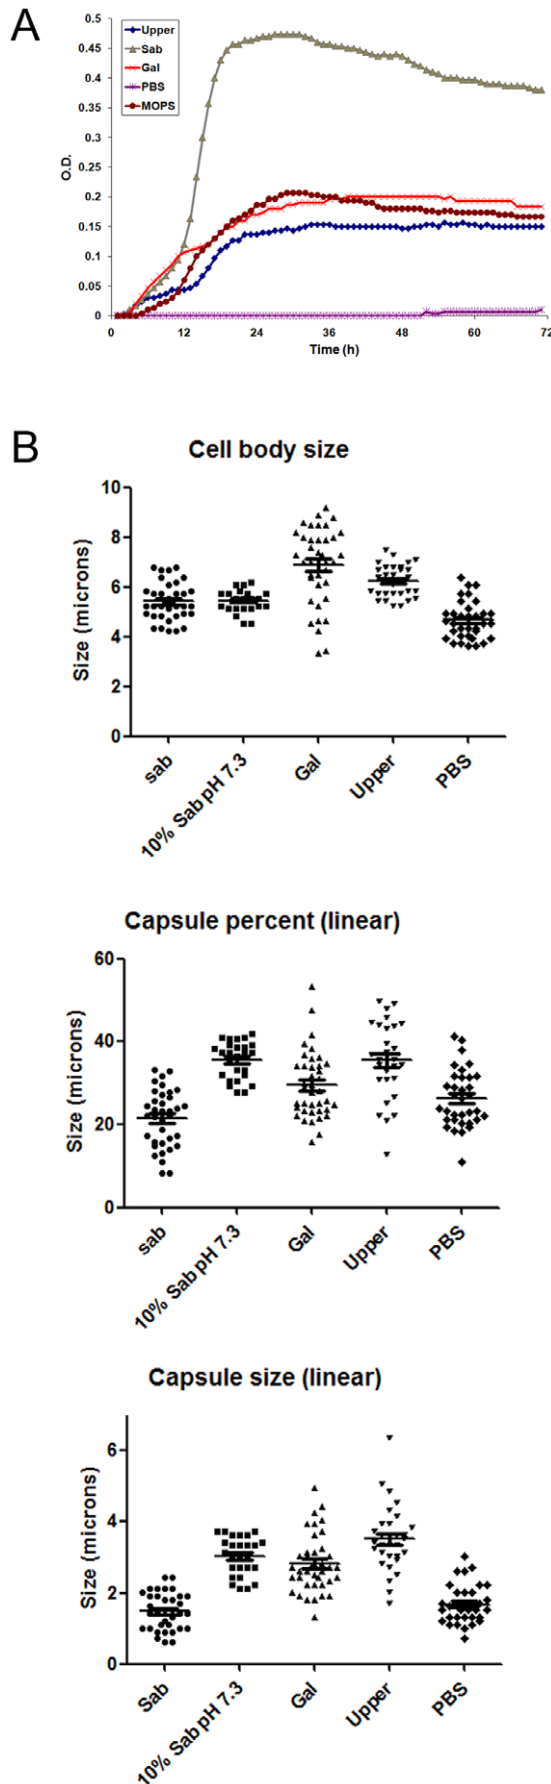 A
Upper
Sab
Gal
PBS
MOPS
0.5
0.45
0.4
0.35
0.3
0.25
0.2
0.15
0.1
0.05
0
O.D.
0 12 24 36 48 60 72
Time (h)
B
Cell body size
10
8
6
4
2
0
Size (microns)
sab
10% Sab pH 7.3
Gal
Upper
PBS
Capsule percent (linear)
60
40
20
0
Size (microns)
sab
10% Sab pH 7.3
Gal
Upper
PBS
Capsule size (linear)
6
4
2
0
Size (microns)
Sab
10% Sab pH 7.3
Gal
Upper
PBS